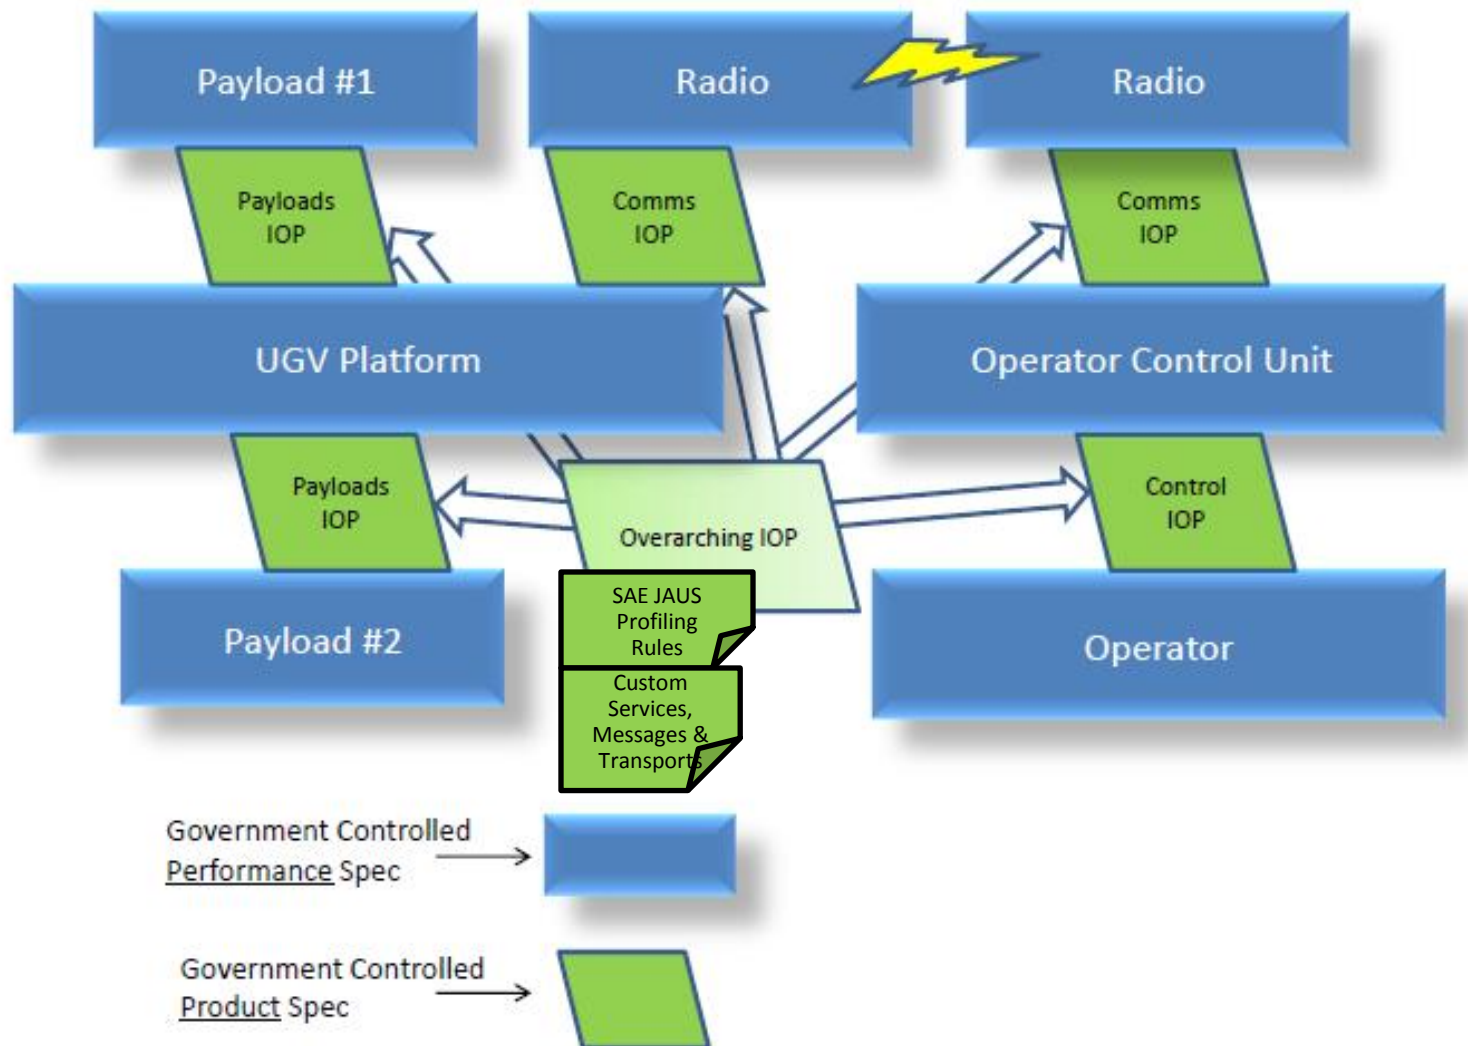 Payload #1
Radio
Radio
Payloads
IOP
Comms
IOP
Comms
IOP
UGV Platform
Operator Control Unit
Payloads
IOP
Overarching IOP
Control
IOP
SAE JAUS
Profiling
Rules
Payload #2
Operator
Custom
Services,
Messages &
Transports
Government Controlled
Performance Spec
Government Controlled
Product Spec